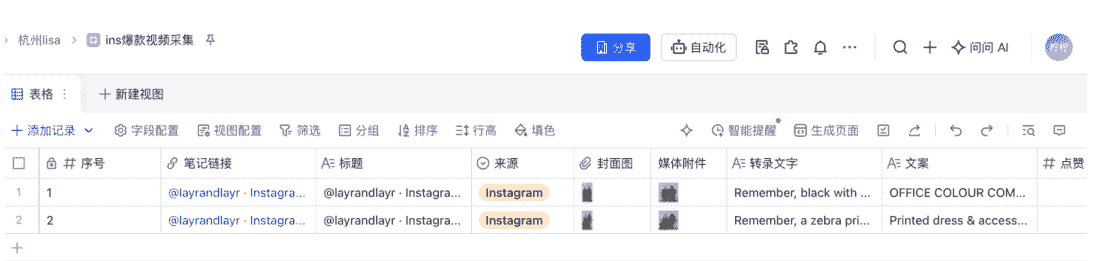 杭州lisa > ins爆款视频采集 分享 自动化 ... 问问 AI
表格 + 新建视图
+ 添加记录 字段配置 视图配置 筛选 分组 排序 行高 填色 智能提醒 生成页面
# 序号 笔记链接 标题 来源 封面图 媒体附件 转录文字 文案 # 点赞
1 1 @layrandlayr · Instagra... @layrandlayr · Instagra... Instagram Remember, black with ... OFFICE COLOUR COM...
2 2 @layrandlayr · Instagra... @layrandlayr · Instagra... Instagram Remember, a zebra pri... Printed dress & access...
+